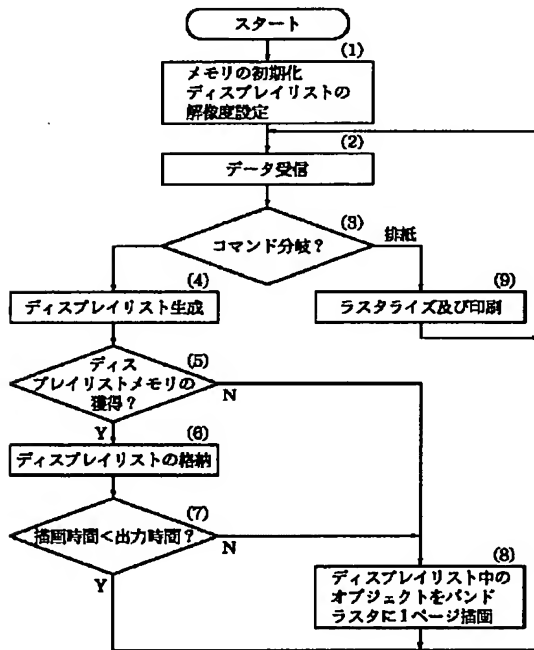 スタート
(1)
メモリの初期化
ディスプレイリストの
解像度設定
(2)
データ受信
(3)
コマンド分岐?
排紙
(4)
ディスプレイリスト生成
(9)
ラスタライズ及び印刷
(5)
ディス
プレイリストメモリの
獲得?
N
Y
(6)
ディスプレイリストの格納
(7)
描画時間<出力時間?
N
Y
(8)
ディスプレイリスト中の
オブジェクトをバンド
ラスタに1ページ描画